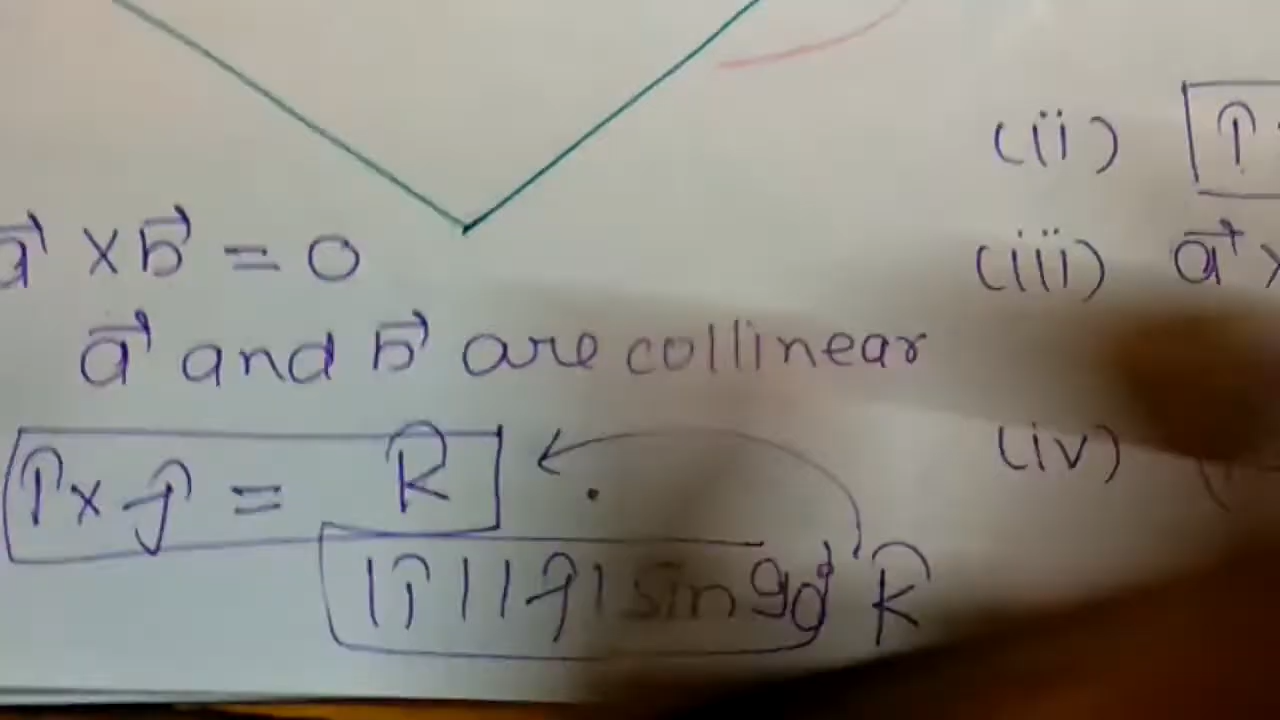 a⃗ × b⃗ = 0
a⃗ and b⃗ are collinear
î × ĵ = k̂
|î| |ĵ| sin 90° k̂
(ii) î
(iii) a⃗ ×
(iv)